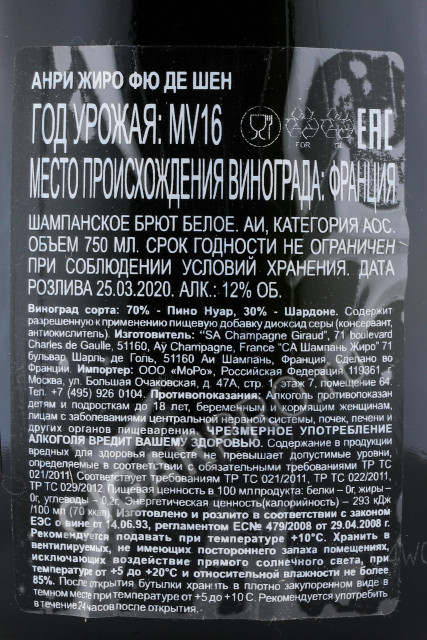 АНРИ ЖИРО ФЮ ДЕ ШЕН
ГОД УРОЖАЯ: MV16
FOR
EAC
МЕСТО ПРОИСХОЖДЕНИЯ ВИНОГРАДА: ФРАНЦИЯ
ШАМПАНСКОЕ БРЮТ БЕЛОЕ. АИ, КАТЕГОРИЯ АОС.
ОБЪЕМ 750 МЛ. СРОК ГОДНОСТИ НЕ ОГРАНИЧЕН
ПРИ СОБЛЮДЕНИИ УСЛОВИЙ ХРАНЕНИЯ. ДАТА
РОЗЛИВА 25.03.2020. АЛК.: 12% ОБ.
Виноград сорта: 70% - Пино Нуар, 30% - Шардоне. Содержит
разрешенную к применению пищевую добавку диоксид серы (консервант,
антиокислитель). Изготовитель: "SA Champagne Giraud", 71 boulevard
Charles de Gaulle, 51160, Aÿ Champagne, France "СА Шампань Жиро" 71
бульвар Шарль де Голь, 51160 Аи Шампань, Франция. Сделано во
Франции. Импортер: ООО «МоРо», Российская Федерация 119361, г.
Москва, ул. Большая Очаковская, д. 47А, стр. 1, этаж 7, помещение 64.
Тел. +7 (495) 926 0104. Противопоказания: Алкоголь противопоказан
детям и подросткам до 18 лет, беременным и кормящим женщинам,
лицам с заболеваниями центральной нервной системы, почек, печени и
других органов пищеварения. ЧРЕЗМЕРНОЕ УПОТРЕБЛЕНИЕ
АЛКОГОЛЯ ВРЕДИТ ВАШЕМУ ЗДОРОВЬЮ. Содержание в продукции
вредных для здоровья веществ не превышает допустимые уровни,
определяемые в соответствии с обязательными требованиями ТР ТС
021/2011. Соответствует требованиям ТР ТС 021/2011, ТР ТС 022/2011,
ТР ТС 029/2012. Пищевая ценность в 100 мл продукта: белки – 0г, жиры –
0г, углеводы – 0,2г. Энергетическая ценность(калорийность) – 293 кДж
/100 мл (70 ккал). Изготовлено и розлито в соответствии с законом
ЕЭС о вине от 14.06.93, регламентом ЕС№ 479/2008 от 29.04.2008 г.
Рекомендуется подавать при температуре +10°С. Хранить в
вентилируемых, не имеющих постороннего запаха помещениях,
исключающих воздействие прямого солнечного света, при
температуре от +5 до +20°С и относительной влажности не более
85%. После открытия бутылки хранить в плотно закупоренном виде в
темном месте при температуре от +5 до +10 С. Рекомендуется употребить
в течение 24 часов после открытия.